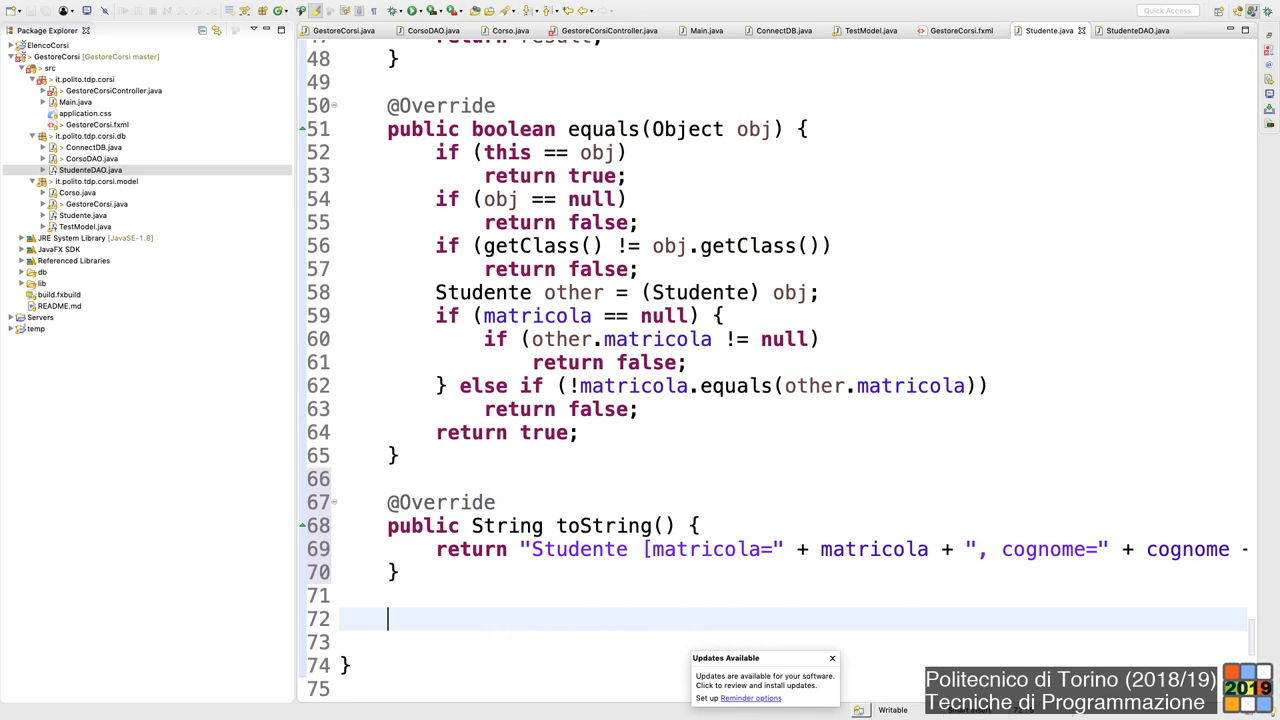 Quick Access
Package Explorer
GestoreCorsi.java
CorsoDAO.java
Corso.java
GestoreCorsiController.java
Main.java
ConnectDB.java
TestModel.java
GestoreCorsi.fxml
Studente.java
StudenteDAO.java
ElencoCorsi
GestoreCorsi [GestoreCorsi master]
src
it.polito.tdp.corsi
GestoreCorsiController.java
Main.java
application.css
GestoreCorsi.fxml
it.polito.tdp.corsi.db
ConnectDB.java
CorsoDAO.java
StudenteDAO.java
it.polito.tdp.corsi.model
Corso.java
GestoreCorsi.java
Studente.java
TestModel.java
JRE System Library [JavaSE-1.8]
JavaFX SDK
Referenced Libraries
db
lib
build.fxbuild
README.md
Servers
temp
47 return result;
48 }
49
50 @Override
51 public boolean equals(Object obj) {
52 if (this == obj)
53 return true;
54 if (obj == null)
55 return false;
56 if (getClass() != obj.getClass())
57 return false;
58 Studente other = (Studente) obj;
59 if (matricola == null) {
60 if (other.matricola != null)
61 return false;
62 } else if (!matricola.equals(other.matricola))
63 return false;
64 return true;
65 }
66
67 @Override
68 public String toString() {
69 return "Studente [matricola=" + matricola + ", cognome=" + cognome
70 }
71
72
73
74 }
75
Updates Available
Updates are available for your software.
Click to review and install updates.
Set up Reminder options
Writable
Politecnico di Torino (2018/19)
Tecniche di Programmazione
2019